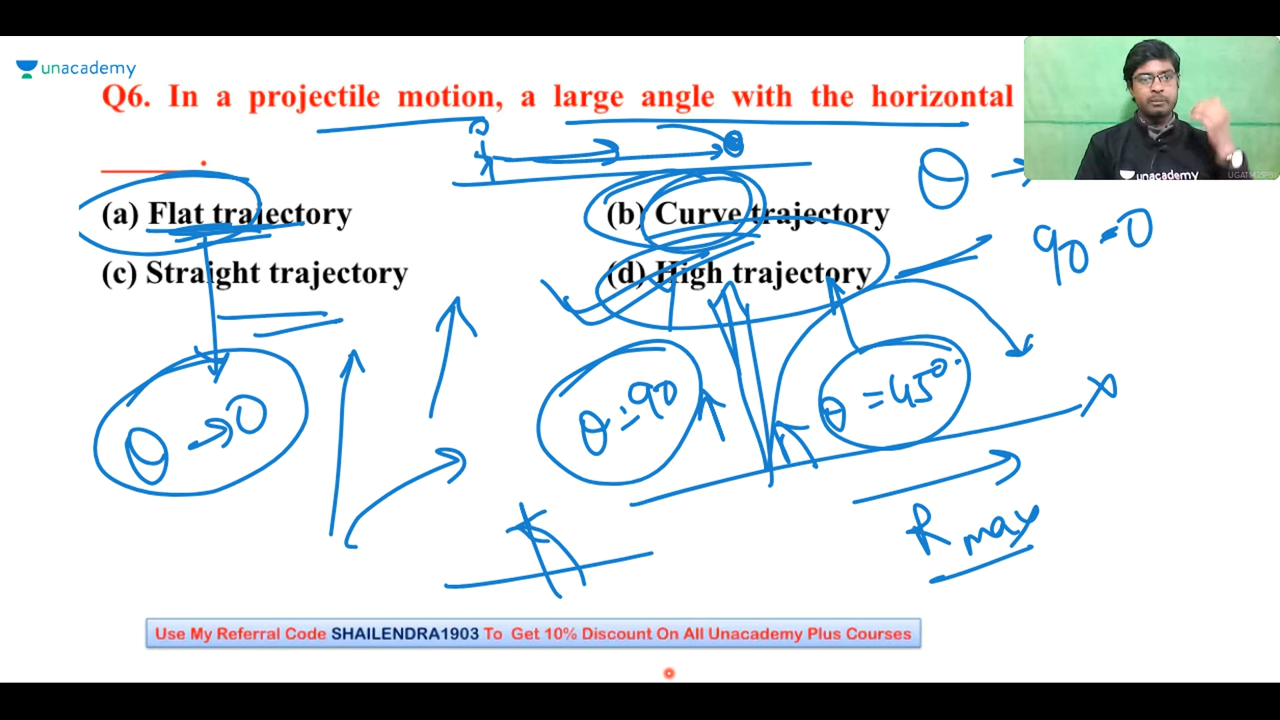 unacademy
Q6. In a projectile motion, a large angle with the horizontal
(a) Flat trajectory
(b) Curve trajectory
(c) Straight trajectory
(d) High trajectory
θ →
90-θ
θ → 0
θ = 90
θ = 45°
R max
unacademy
Use My Referral Code SHAILENDRA1903 To Get 10% Discount On All Unacademy Plus Courses